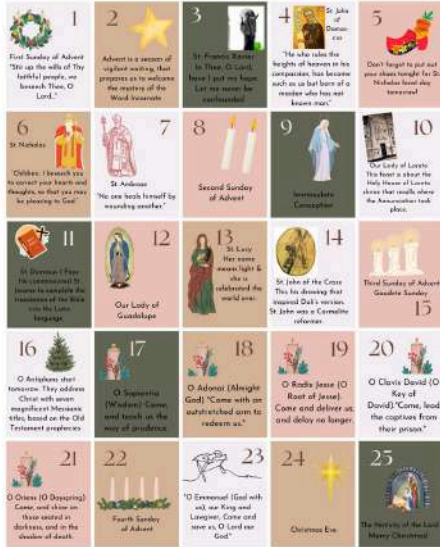 1
First Sunday of Advent
"Stir up the wills of Thy
faithful people, we
beseech Thee, O
Lord..."
2
Advent is a season of
vigilant waiting, that
prepares us to welcome
the mystery of the
Word Incarnate
3
St. Francis Xavier
In Thee, O Lord,
have I put my hope.
Let me never be
confounded
4
St. John
of
Damas-
cus
"He who rules the
heights of heaven in his
compassion, has become
such as us but born of a
maiden who has not
known man."
5
Don't forget to put out
your shoes tonight for St.
Nicholas feast day
tomorrow!
6
St. Nicholas
"Children, I beseech you
to correct your hearts and
thoughts, so that you may
be pleasing to God"
7
St. Ambrose
"No one heals himself by
wounding another."
8
Second Sunday
of Advent
9
Immaculate
Conception
10
Our Lady of Loreto
This feast is about the
Holy House of Loreto
shrine that recalls where
the Annunciation took
place.
11
St. Damasus I Pope
He commissioned St.
Jerome to complete the
translation of the Bible
into the Latin
language.
12
Our Lady of
Guadalupe
13
St. Lucy
Her name
means light &
she is
celebrated the
world over.
14
St. John of the Cross
This his drawing that
inspired Dali's version.
St. John was a Carmelite
reformer.
Third Sunday of Advent
Gaudete Sunday
15
16
O Antiphons start
tomorrow. They address
Christ with seven
magnificent Messianic
titles, based on the Old
Testament prophecies
17
O Sapientia
(Wisdom) "Come,
and teach us the
way of prudence.
18
O Adonai (Almighty
God) "Come with an
outstretched arm to
redeem us."
19
O Radix Jesse (O
Root of Jesse).
Come and deliver us,
and delay no longer.
20
O Clavis David (O
Key of
David)."Come, lead
the captives from
their prison."
21
O Oriens (O Dayspring)
Come, and shine on
those seated in
darkness, and in the
shadow of death.
22
Fourth Sunday
of Advent
23
"O Emmanuel (God with
us), our King and
Lawgiver, Come and
save us, O Lord our
God."
24
Christmas Eve.
25
The Nativity of the Lord
Merry Christmas!